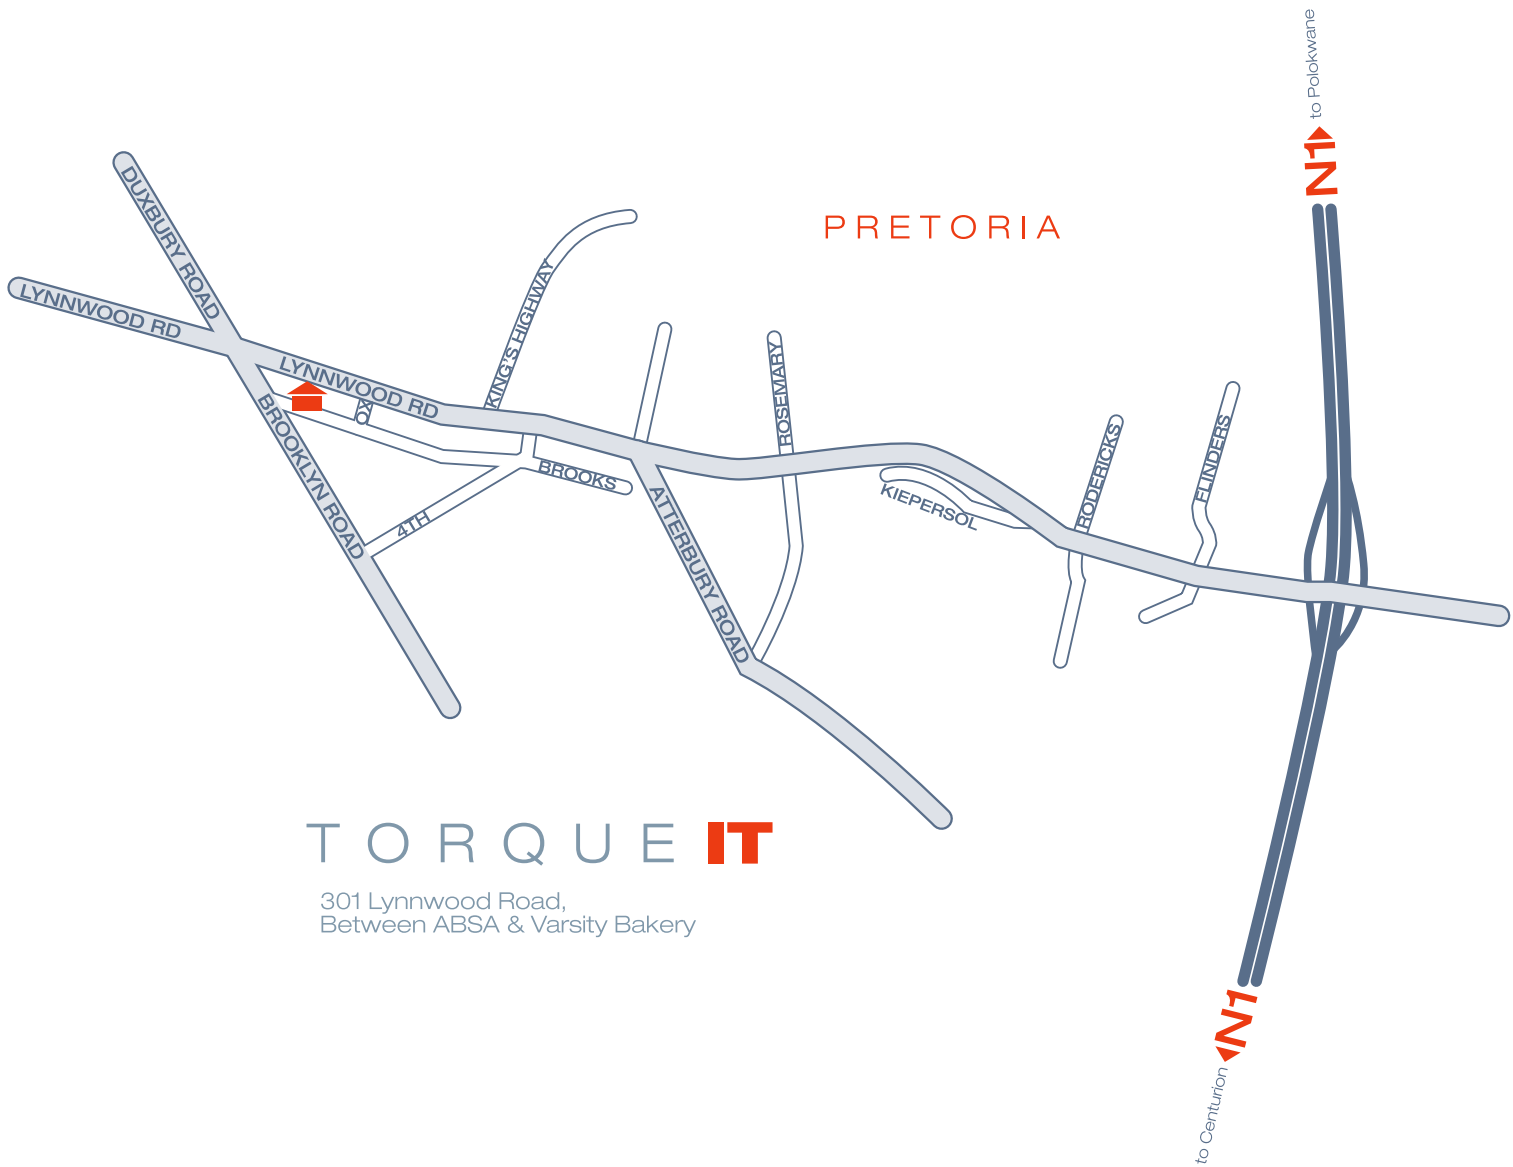 to Polokwane
N1
PRETORIA
DUXBURY ROAD
LYNNWOOD RD
LYNNWOOD RD
KING'S HIGHWAY
ROSEMARY
OX
BROOKLYN ROAD
BROOKS
4TH
ATTERBURY ROAD
KIEPERSOL
RODERICKS
FLINDERS
TORQUE IT
301 Lynnwood Road,
Between ABSA & Varsity Bakery
N1
to Centurion